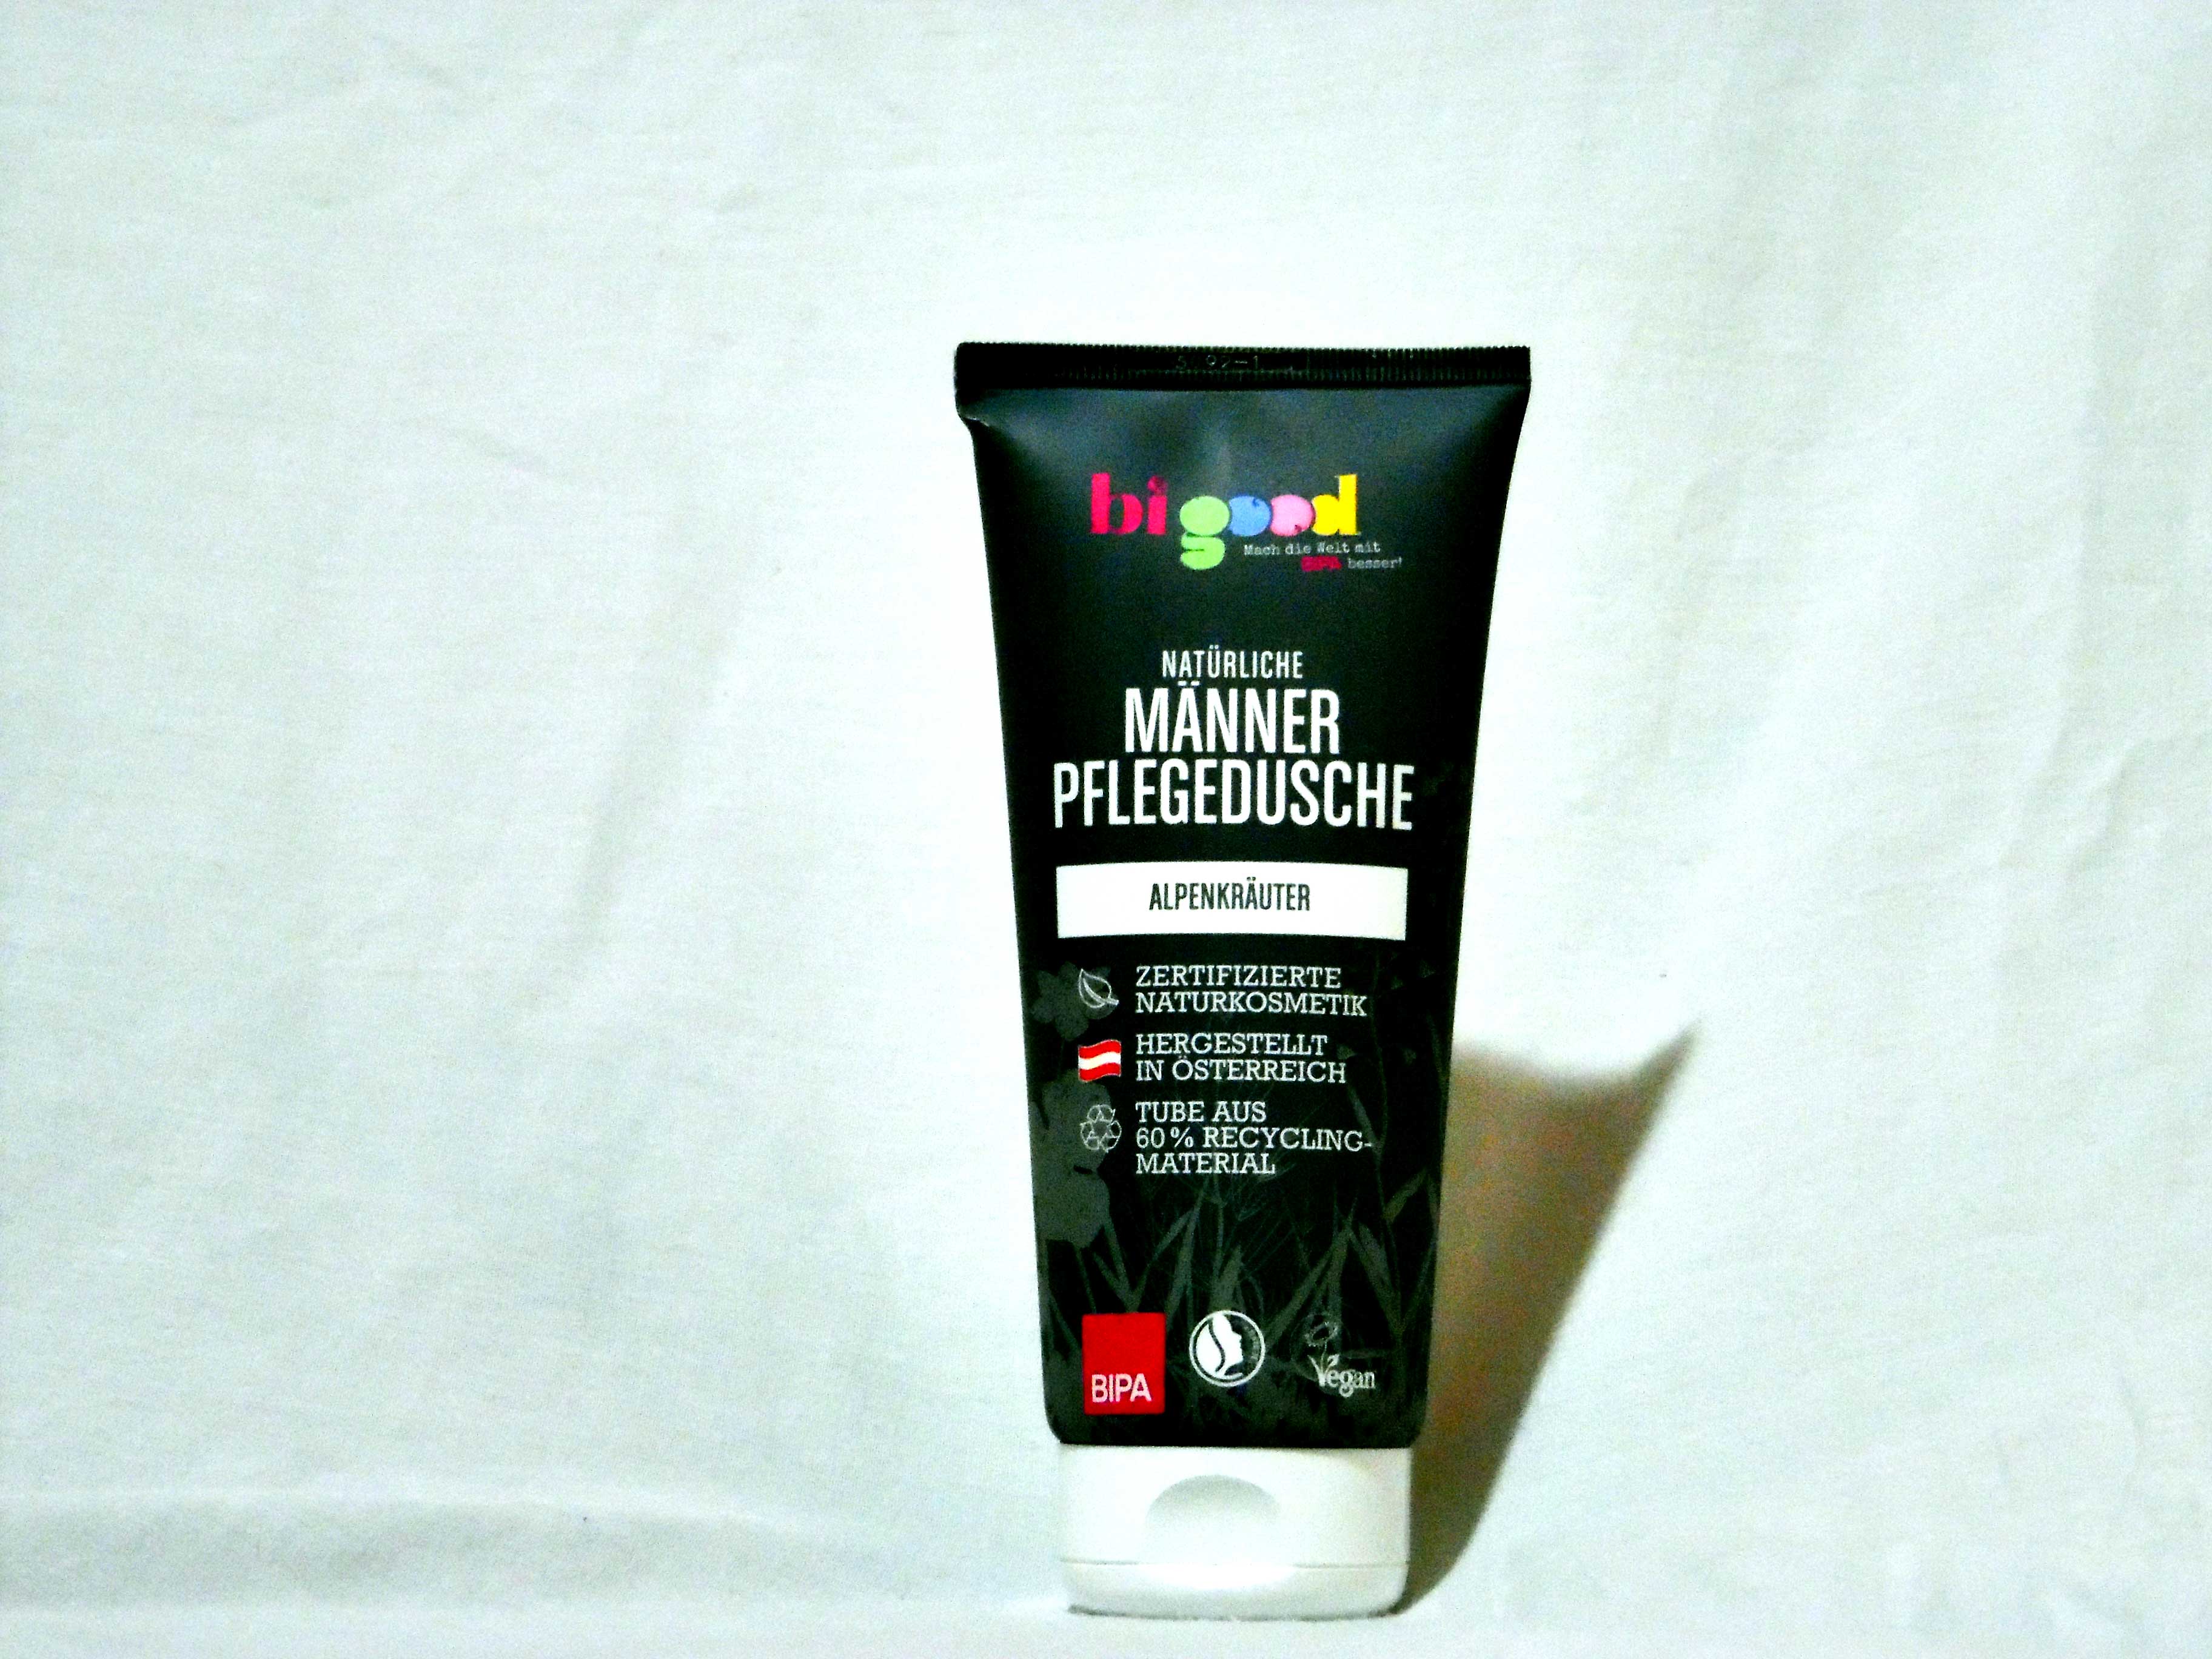 bi good
Mach die Welt mit
BIPA besser!
NATÜRLICHE
MÄNNER
PFLEGEDUSCHE
ALPENKRÄUTER
ZERTIFIZIERTE
NATURKOSMETIK
HERGESTELLT
IN ÖSTERREICH
TUBE AUS
60 % RECYCLING-
MATERIAL
BIPA
Vegan